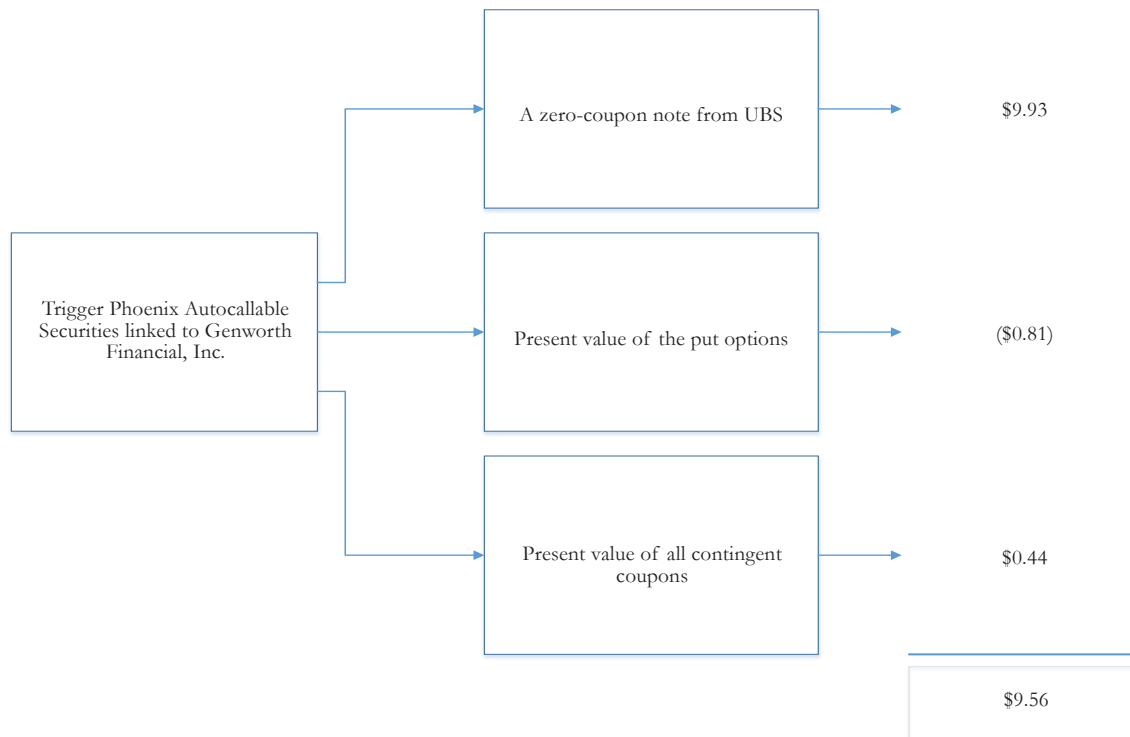 A zero-coupon note from UBS
$9.93
Trigger Phoenix Autocallable
Securities linked to Genworth
Financial, Inc.
Present value of the put options
($0.81)
Present value of all contingent
coupons
$0.44
$9.56